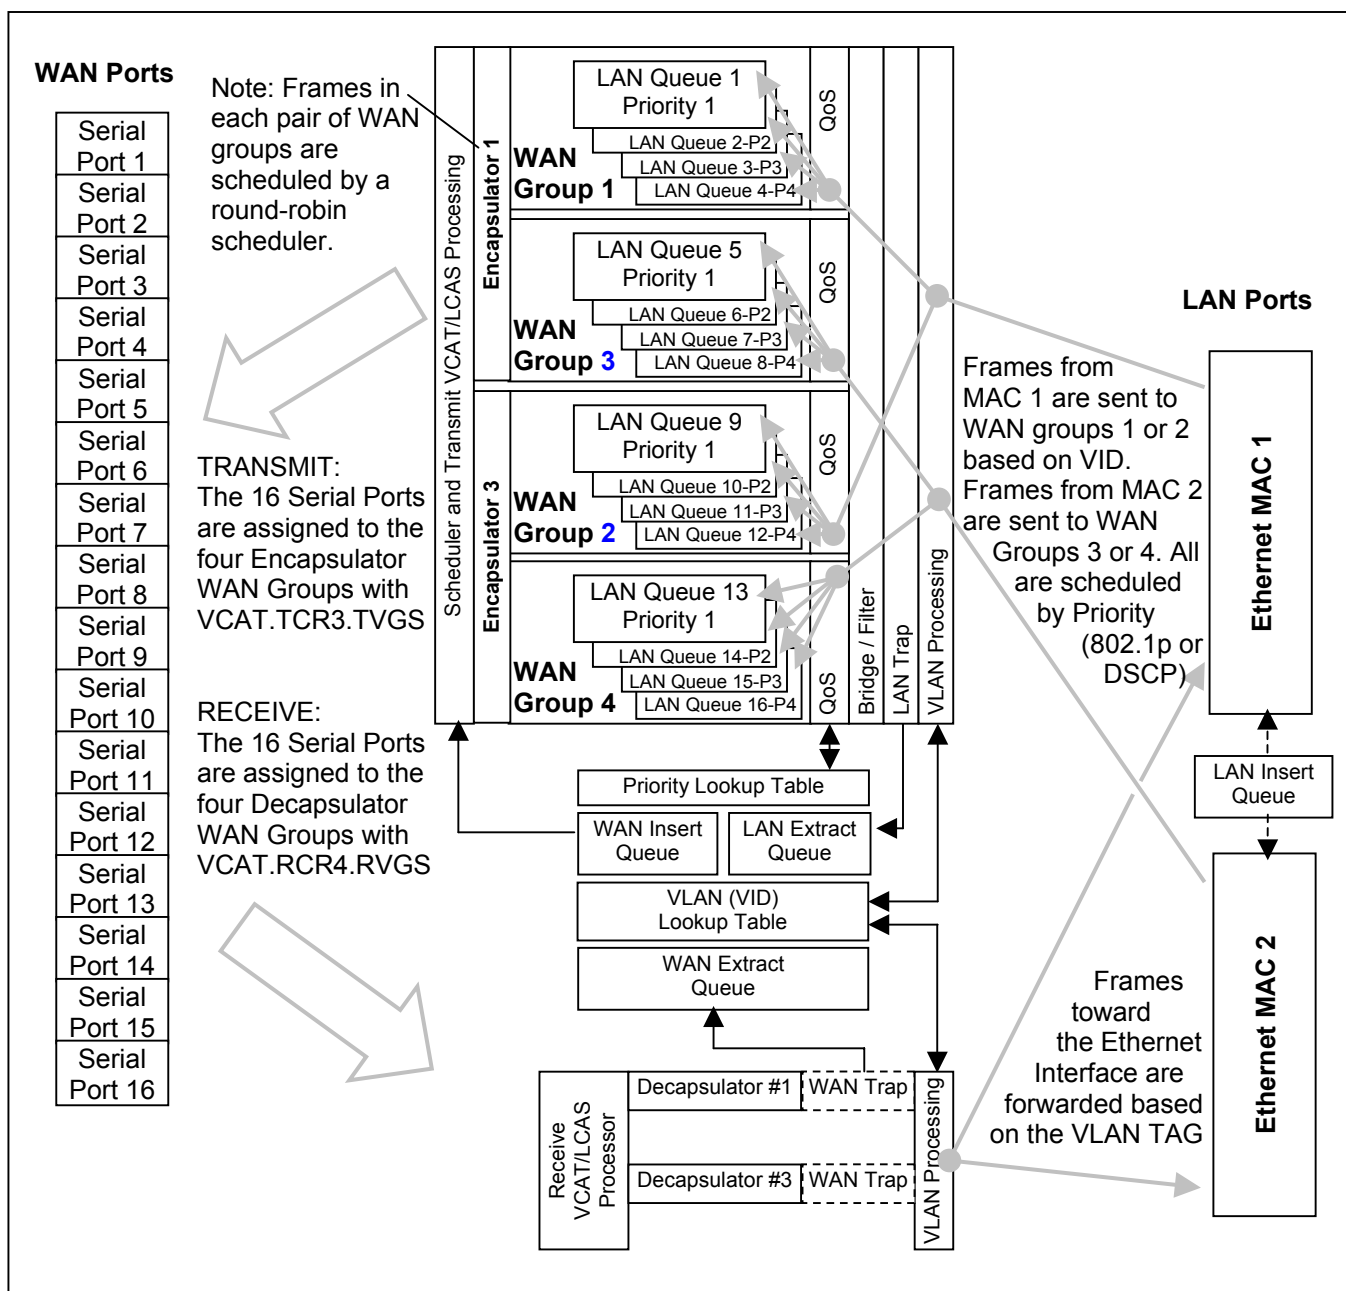 WAN Ports
Serial
Port 1
Serial
Port 2
Serial
Port 3
Serial
Port 4
Serial
Port 5
Serial
Port 6
Serial
Port 7
Serial
Port 8
Serial
Port 9
Serial
Port 10
Serial
Port 11
Serial
Port 12
Serial
Port 13
Serial
Port 14
Serial
Port 15
Serial
Port 16
Note: Frames in
each pair of WAN
groups are
scheduled by a
round-robin
scheduler.
TRANSMIT:
The 16 Serial Ports
are assigned to the
four Encapsulator
WAN Groups with
VCAT.TCR3.TVGS
RECEIVE:
The 16 Serial Ports
are assigned to the
four Decapsulator
WAN Groups with
VCAT.RCR4.RVGS
Scheduler and Transmit VCAT/LCAS Processing
Encapsulator 1
WAN
Group 1
LAN Queue 1
Priority 1
LAN Queue 2-P2
LAN Queue 3-P3
LAN Queue 4-P4
QoS
WAN
Group 3
LAN Queue 5
Priority 1
LAN Queue 6-P2
LAN Queue 7-P3
LAN Queue 8-P4
QoS
Encapsulator 3
WAN
Group 2
LAN Queue 9
Priority 1
LAN Queue 10-P2
LAN Queue 11-P3
LAN Queue 12-P4
QoS
WAN
Group 4
LAN Queue 13
Priority 1
LAN Queue 14-P2
LAN Queue 15-P3
LAN Queue 16-P4
QoS
Bridge / Filter
LAN Trap
VLAN Processing
Priority Lookup Table
WAN Insert
Queue
LAN Extract
Queue
VLAN (VID)
Lookup Table
WAN Extract
Queue
Receive
VCAT/LCAS
Processor
Decapsulator #1
WAN Trap
Decapsulator #3
WAN Trap
VLAN Processing
LAN Ports
Frames from
MAC 1 are sent to
WAN groups 1 or 2
based on VID.
Frames from MAC 2
are sent to WAN
Groups 3 or 4. All
are scheduled
by Priority
(802.1p or
DSCP)
Ethernet MAC 1
LAN Insert
Queue
Ethernet MAC 2
Frames
toward
the Ethernet
Interface are
forwarded based
on the VLAN TAG